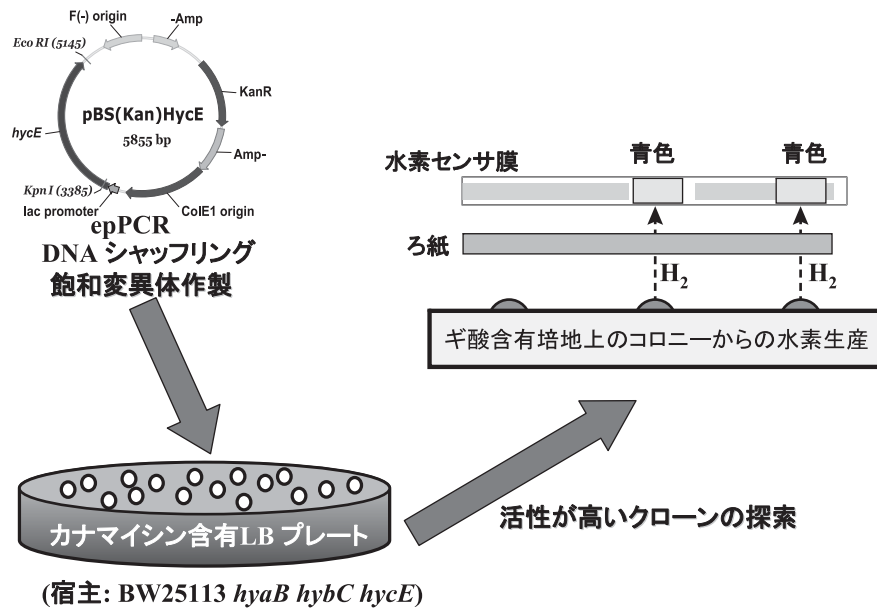 F(-) origin
-Amp
Eco RI (5145)
KanR
pBS(Kan)HycE
5855 bp
hycE
Amp-
Kpn I (3385)
lac promoter
ColE1 origin
epPCR
DNA シャッフリング
飽和変異体作製
水素センサ膜
青色
青色
ろ紙
H2
H2
ギ酸含有培地上のコロニーからの水素生産
カナマイシン含有LB プレート
活性が高いクローンの探索
(宿主: BW25113 hyaB hybC hycE)